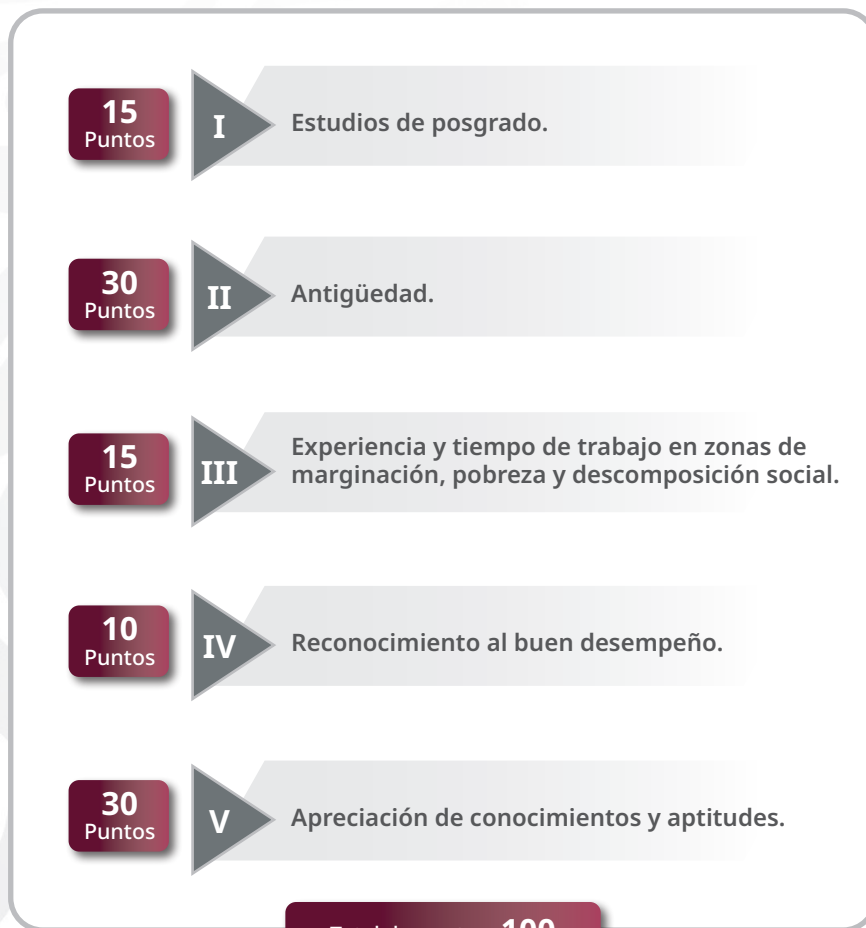 15
Puntos
I
Estudios de posgrado.
30
Puntos
II
Antigüedad.
15
Puntos
III
Experiencia y tiempo de trabajo en zonas de
marginación, pobreza y descomposición social.
10
Puntos
IV
Reconocimiento al buen desempeño.
30
Puntos
V
Apreciación de conocimientos y aptitudes.
100